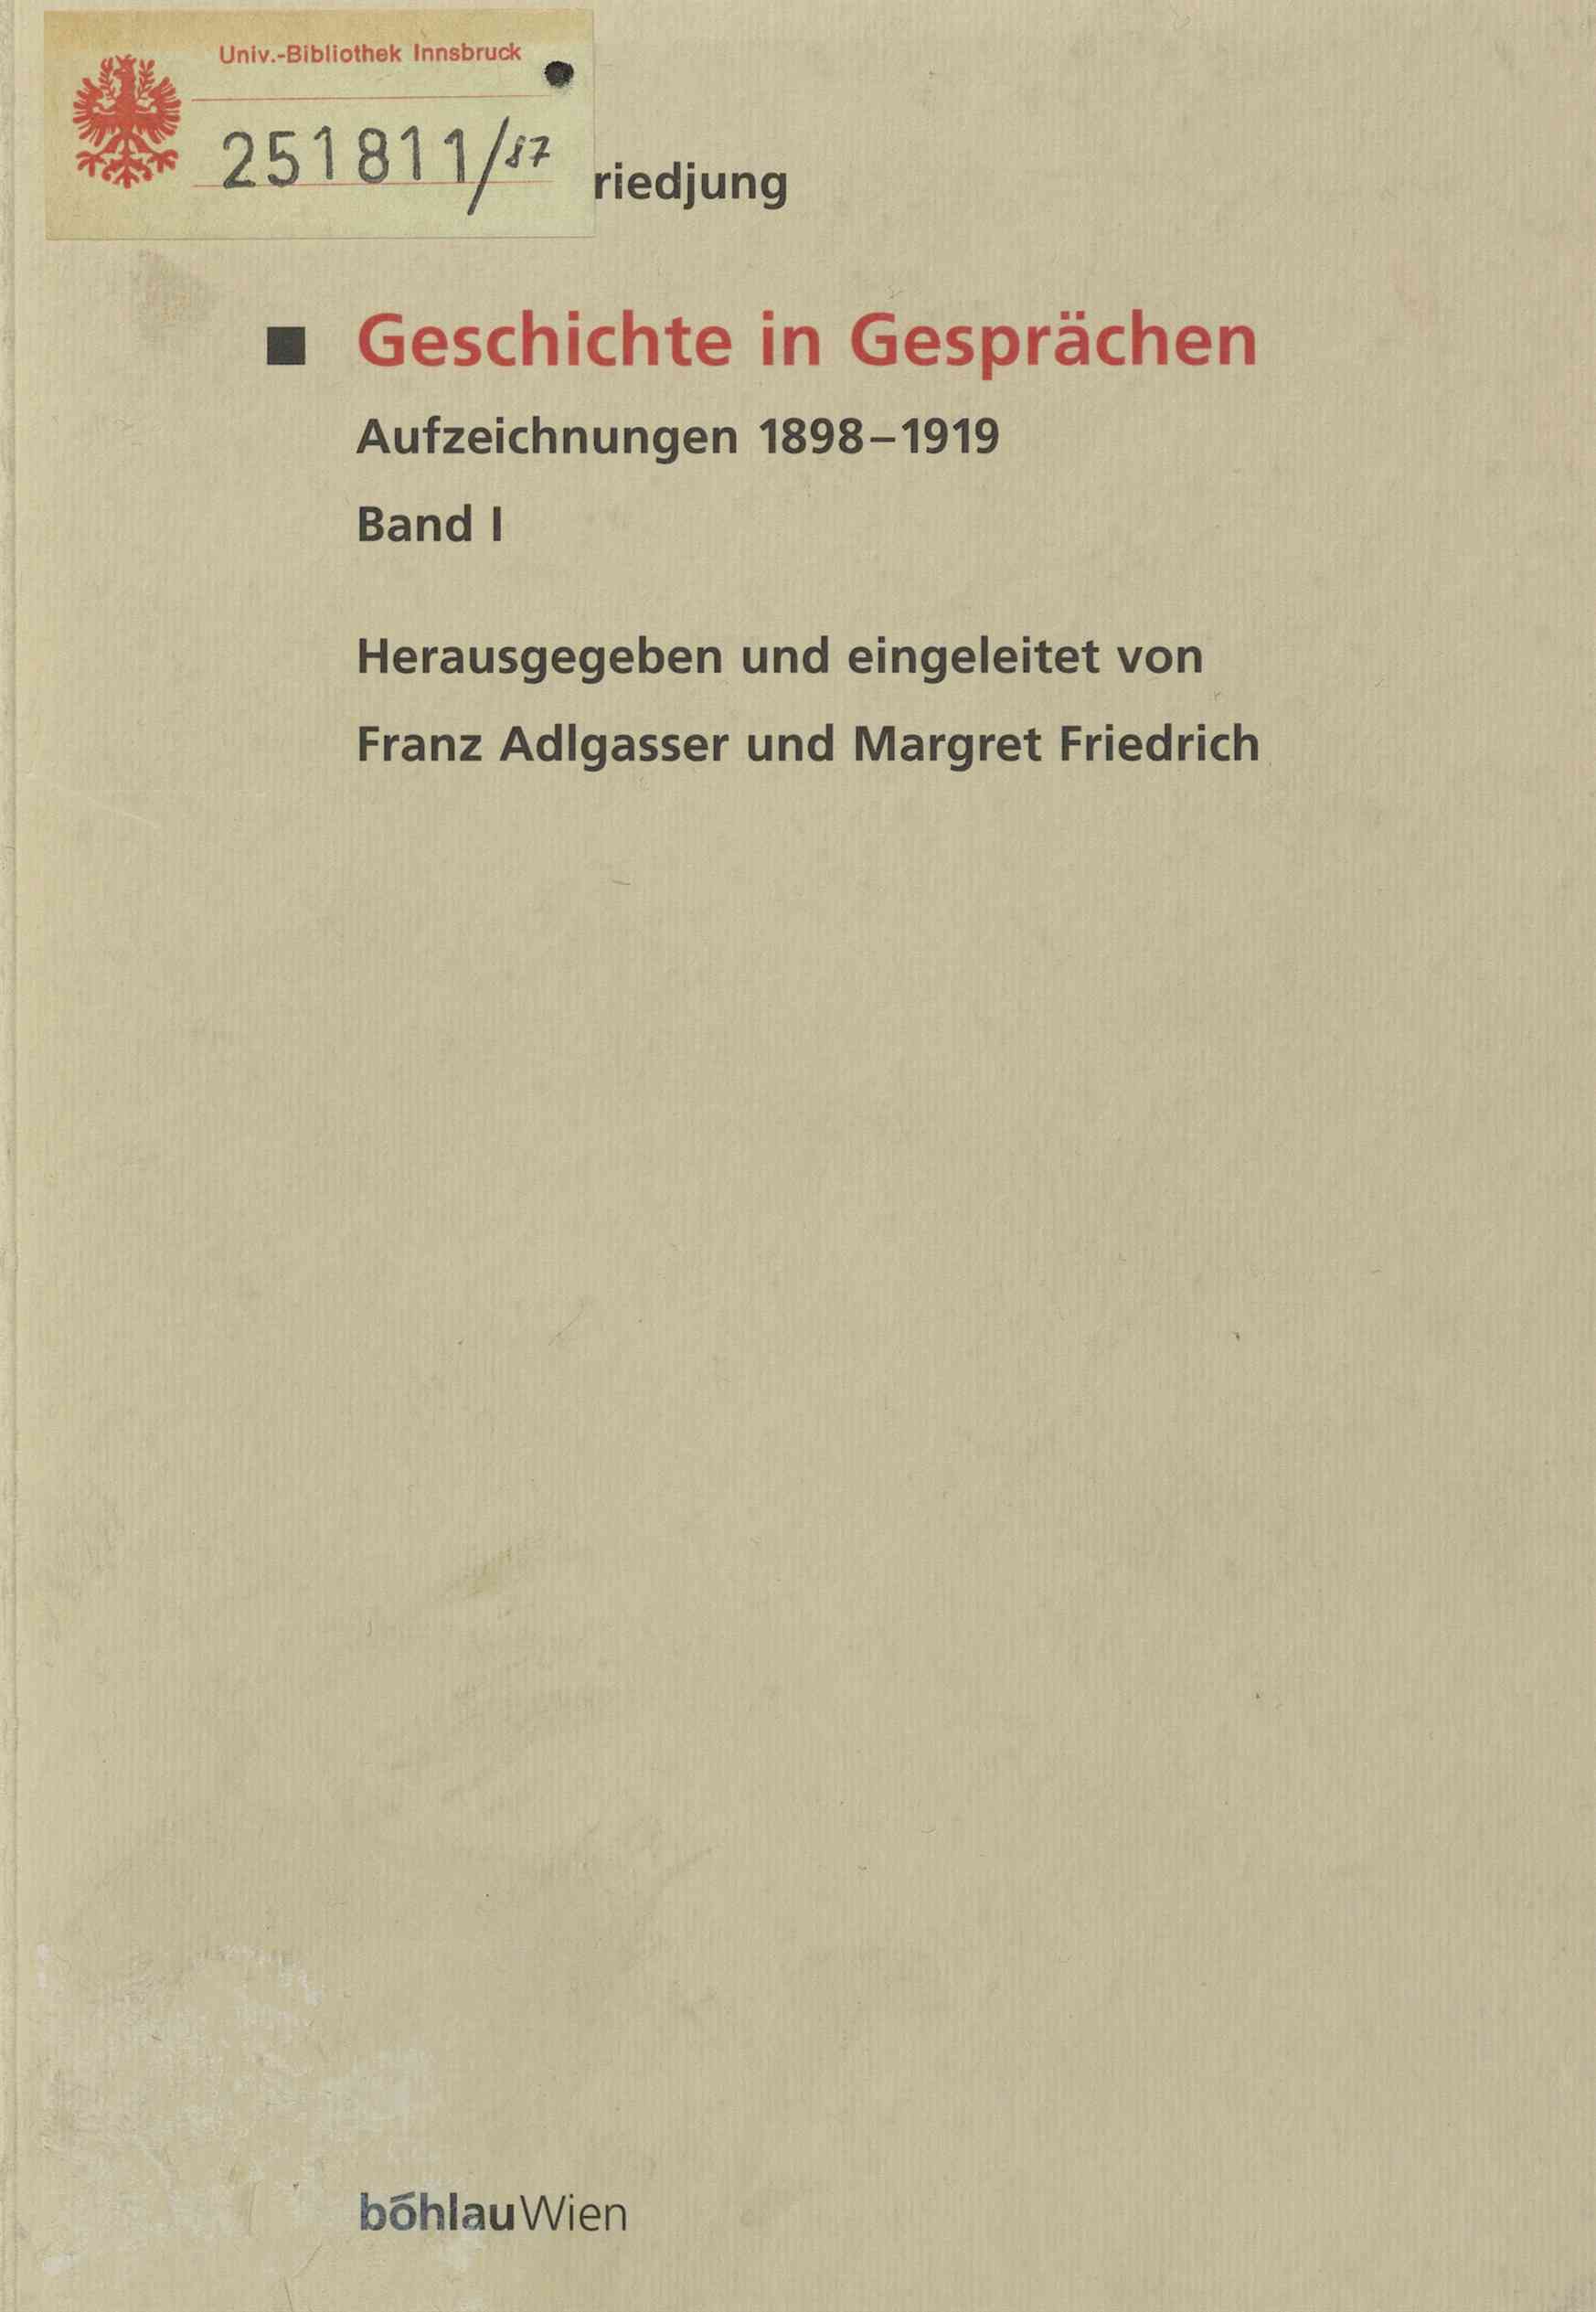 Univ.-Bibliothek Innsbruck
251811/87
riedjung
Geschichte in Gesprächen
Aufzeichnungen 1898–1919
Band I
Herausgegeben und eingeleitet von
Franz Adlgasser und Margret Friedrich
böhlauWien